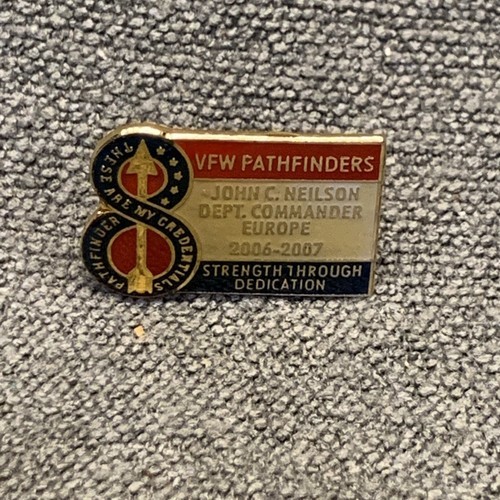 VFW PATHFINDERS
JOHN C. NEILSON
DEPT. COMMANDER
EUROPE
2006-2007
STRENGTH THROUGH
DEDICATION
THESE ARE MY CREDENTIALS
PATHFINDER